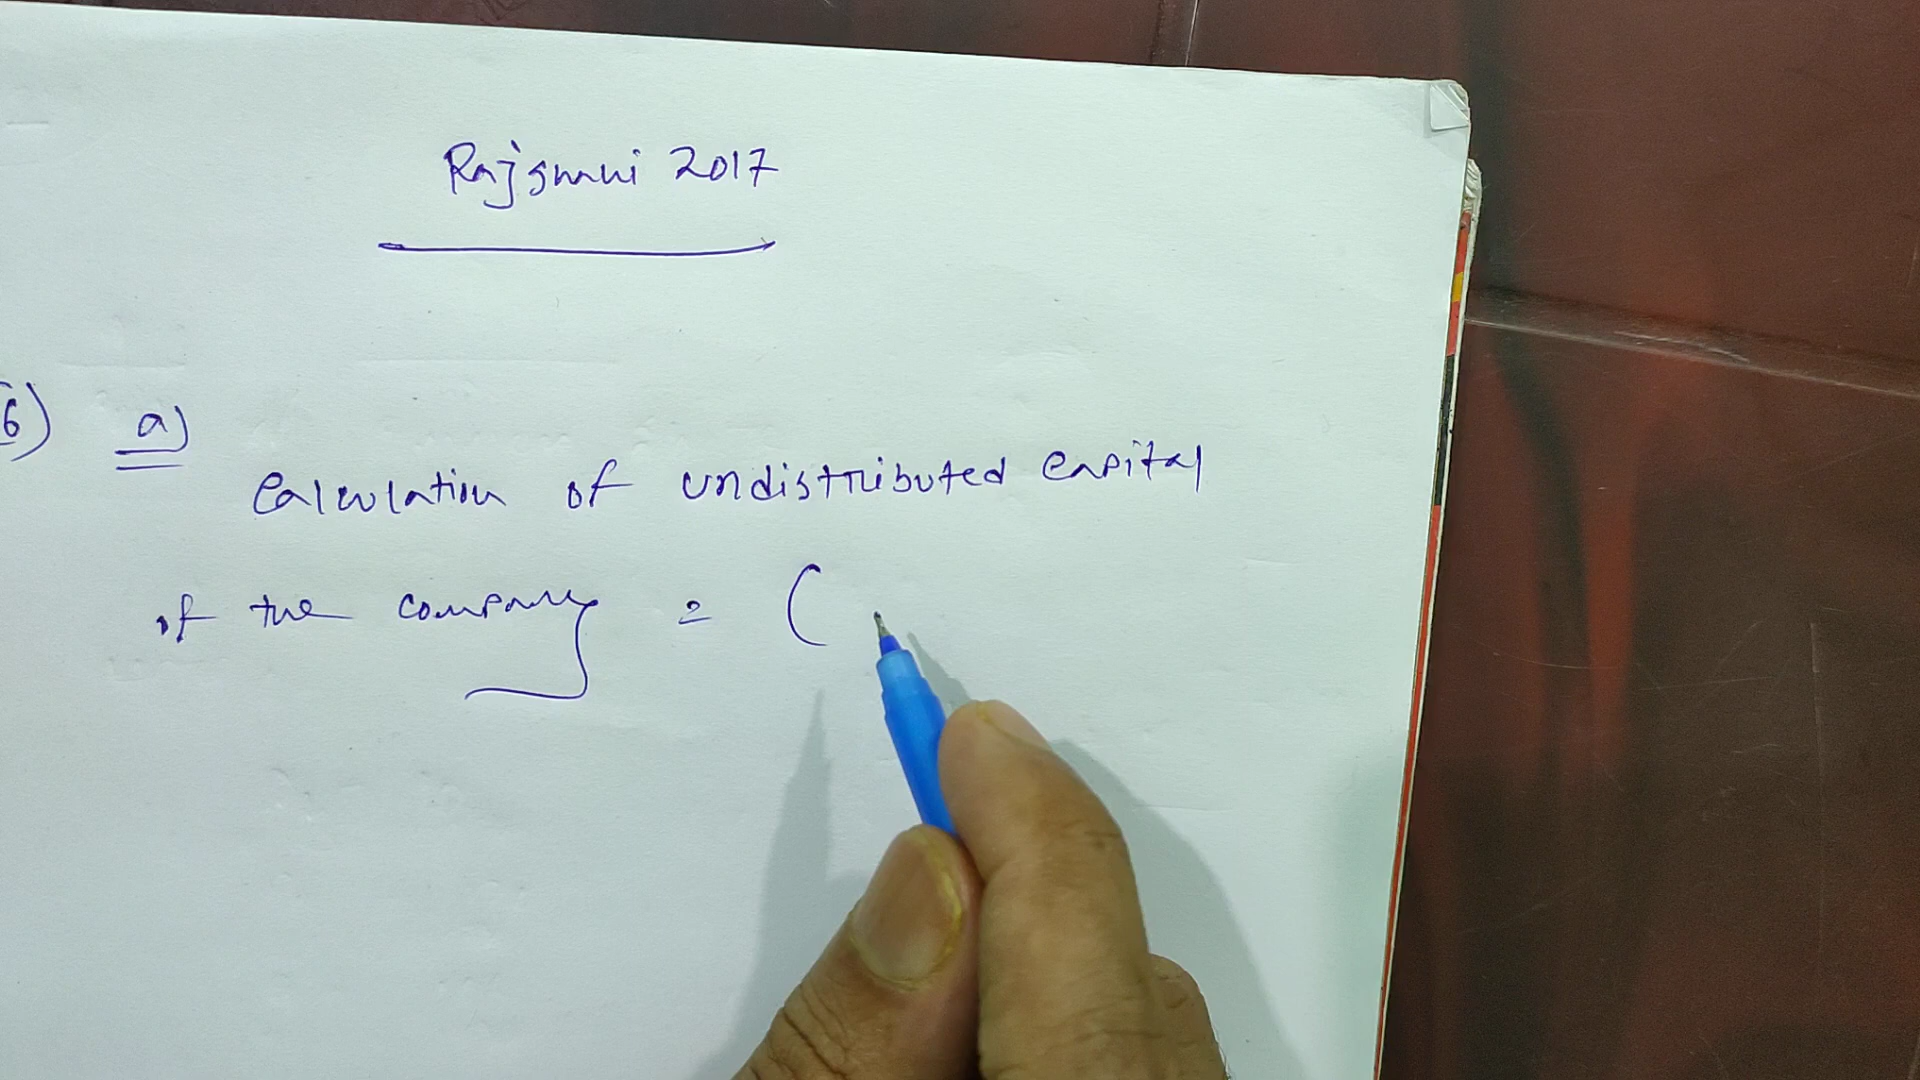 Rajshahi 2017
6) a)
Calculation of undistributed capital
of the company = (